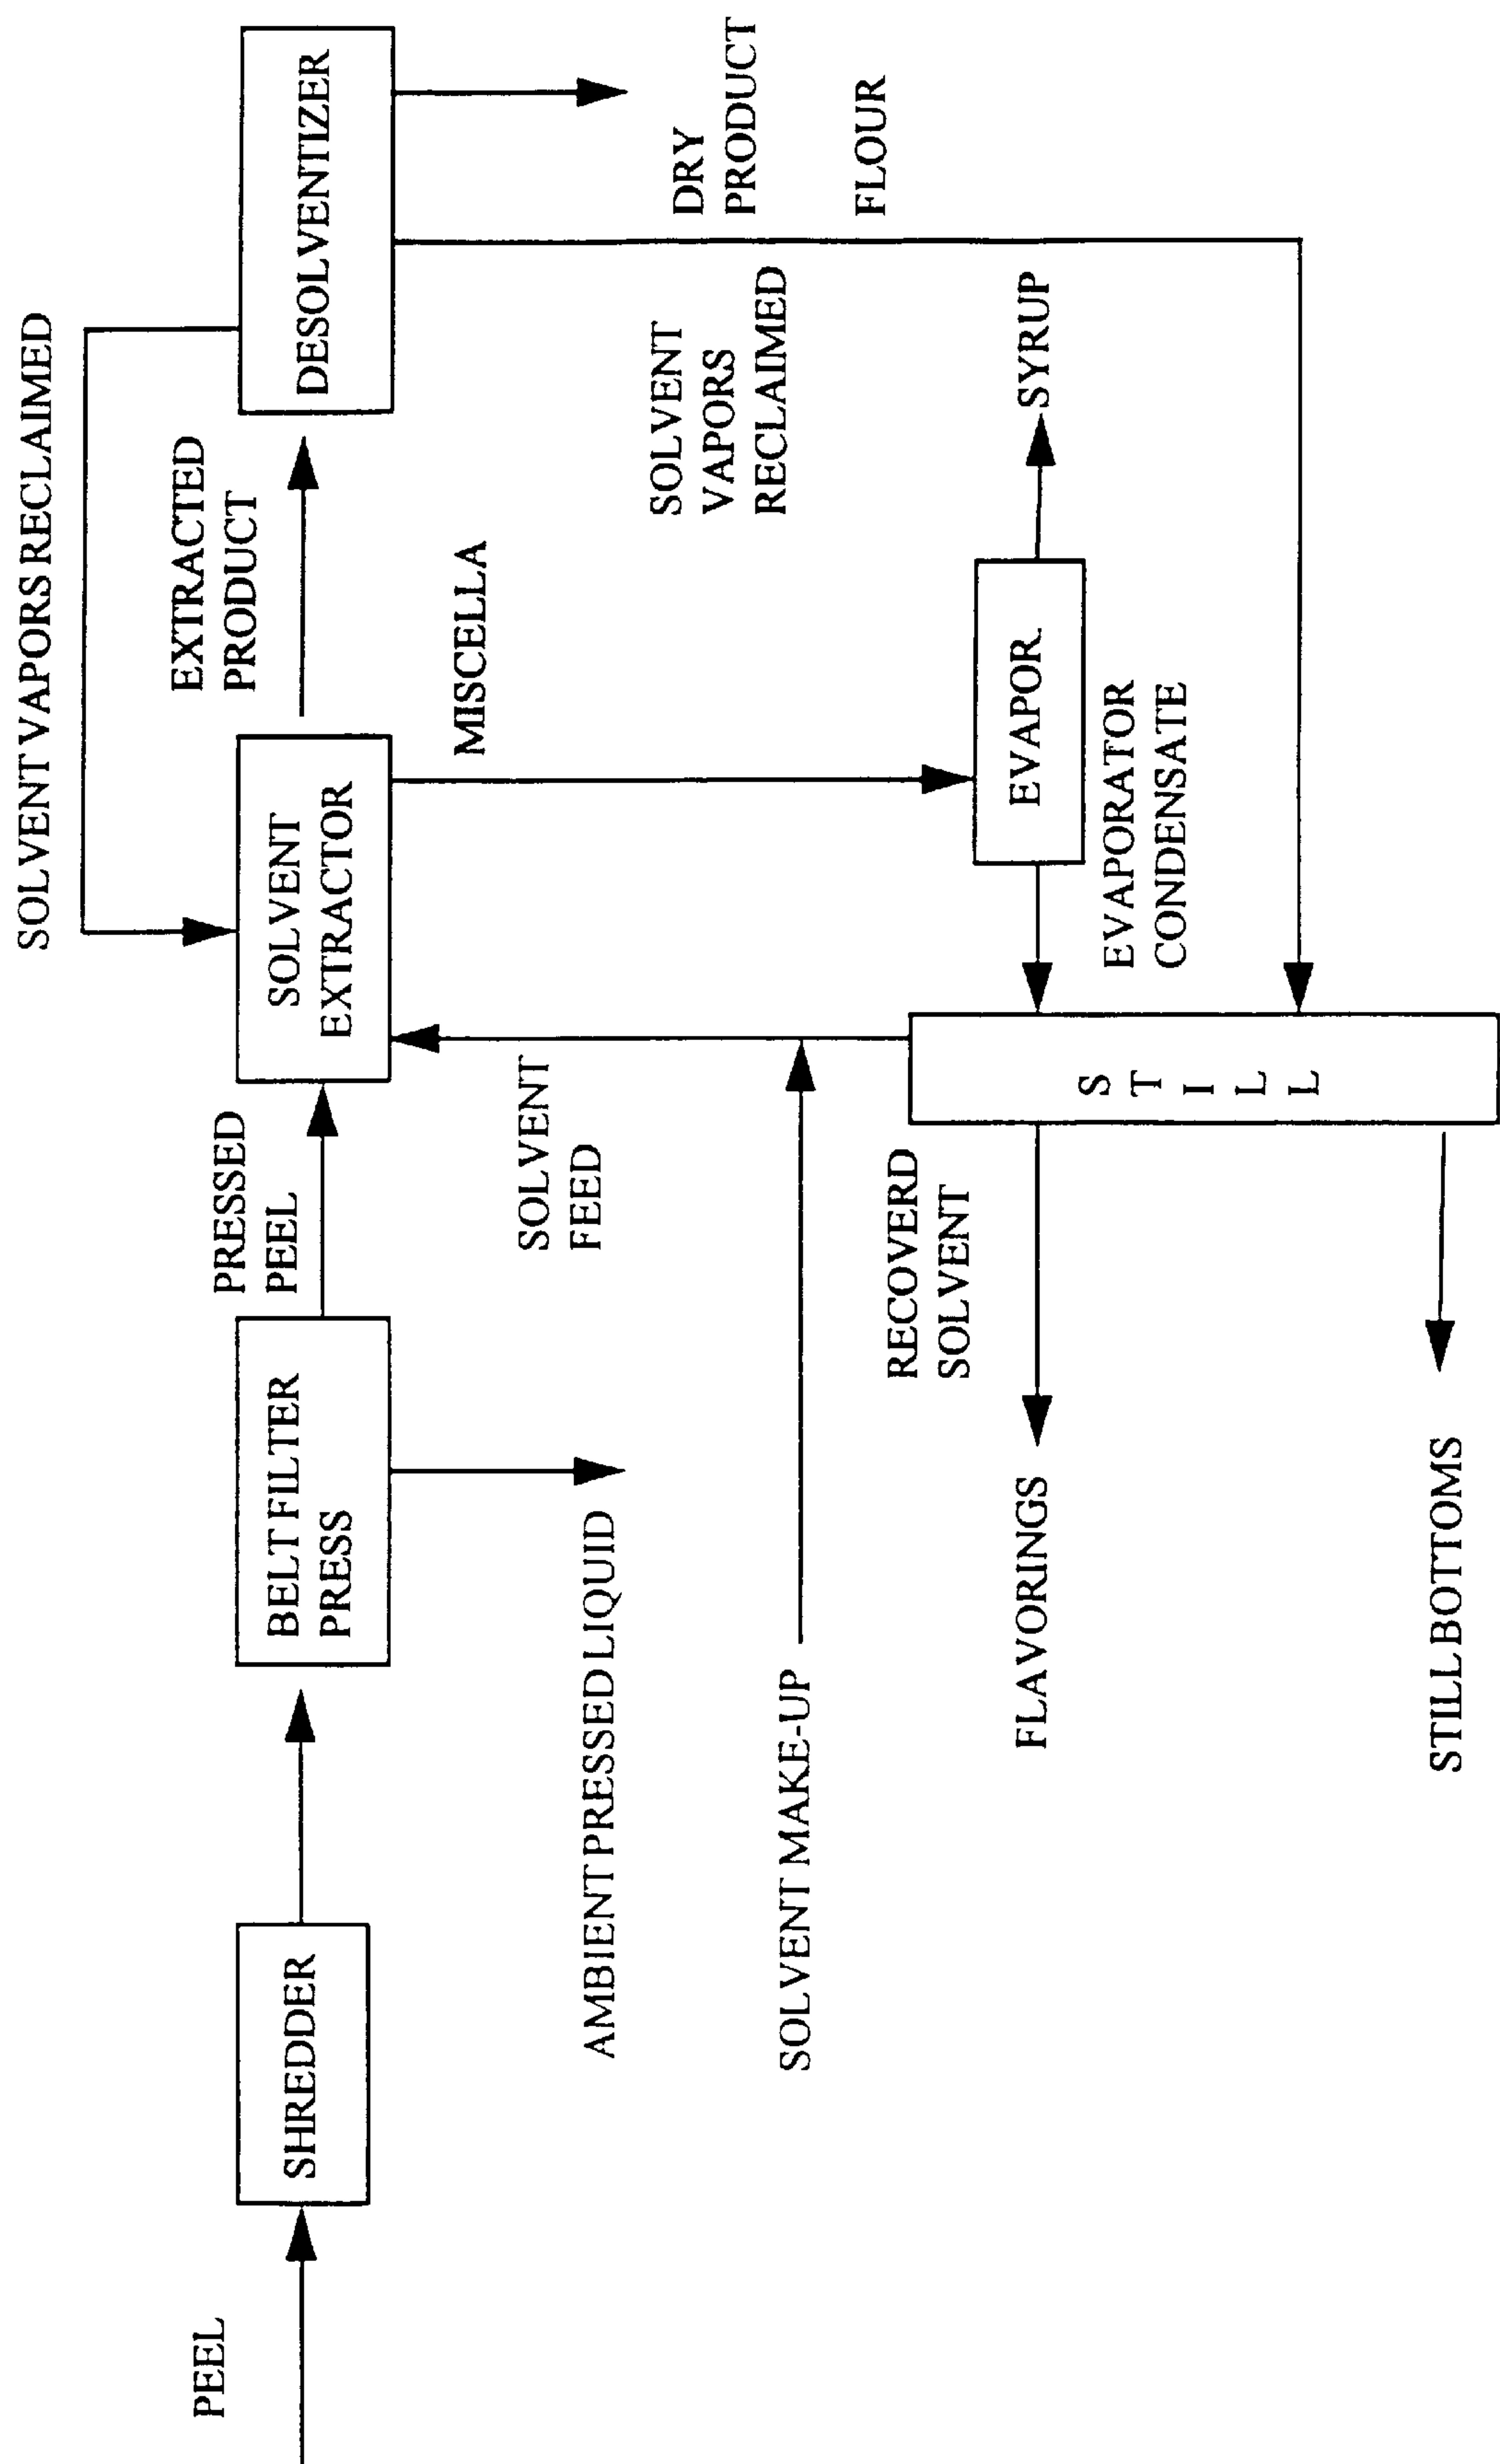 SOLVENT VAPORS RECLAIMED
PEEL
SHREDDER
BELT FILTER
PRESS
PRESSED
PEEL
SOLVENT
EXTRACTOR
EXTRACTED
PRODUCT
DESOLVENTIZER
MISCELLA
AMBIENT PRESSED LIQUID
SOLVENT
FEED
SOLVENT
VAPORS
RECLAIMED
DRY
PRODUCT
FLOUR
SOLVENT MAKE-UP
RECOVERD
SOLVENT
FLAVORINGS
EVAPOR.
SYRUP
EVAPORATOR
CONDENSATE
S
T
I
L
L
STILL BOTTOMS